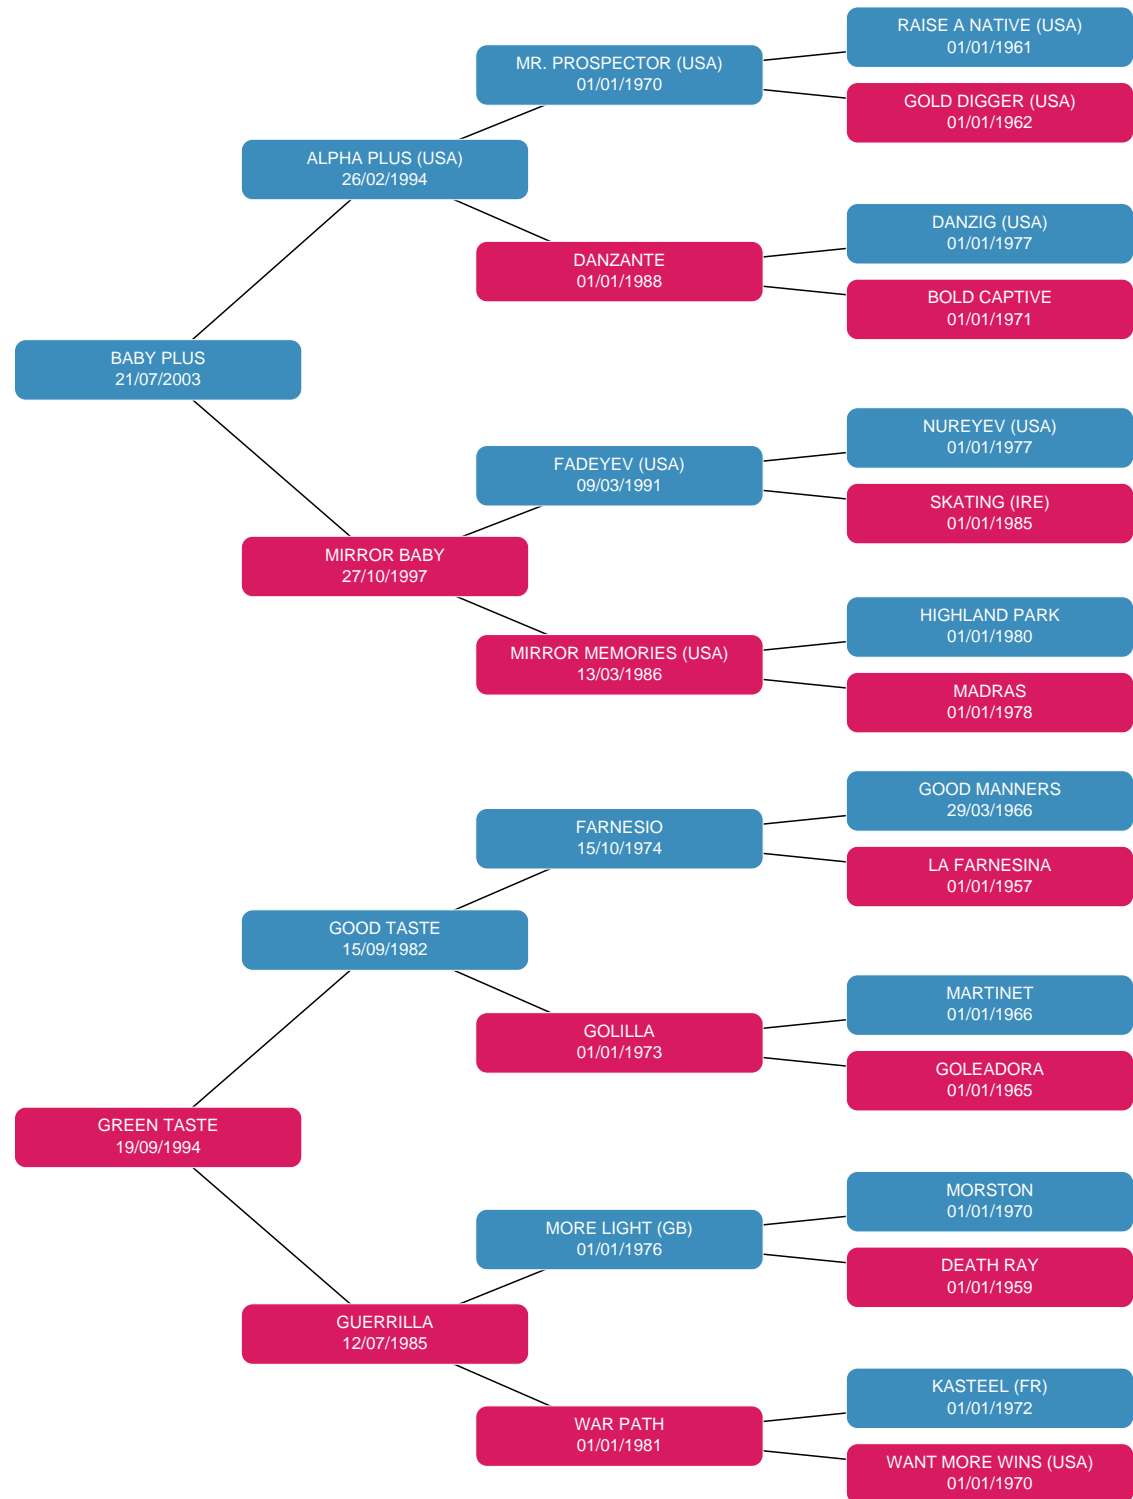 RAISE A NATIVE (USA)
01/01/1961
MR. PROSPECTOR (USA)
01/01/1970
GOLD DIGGER (USA)
01/01/1962
ALPHA PLUS (USA)
26/02/1994
DANZIG (USA)
01/01/1977
DANZANTE
01/01/1988
BOLD CAPTIVE
01/01/1971
BABY PLUS
21/07/2003
NUREYEV (USA)
01/01/1977
FADEYEV (USA)
09/03/1991
SKATING (IRE)
01/01/1985
MIRROR BABY
27/10/1997
HIGHLAND PARK
01/01/1980
MIRROR MEMORIES (USA)
13/03/1986
MADRAS
01/01/1978
GOOD MANNERS
29/03/1966
FARNESIO
15/10/1974
LA FARNESINA
01/01/1957
GOOD TASTE
15/09/1982
MARTINET
01/01/1966
GOLILLA
01/01/1973
GOLEADORA
01/01/1965
GREEN TASTE
19/09/1994
MORSTON
01/01/1970
MORE LIGHT (GB)
01/01/1976
DEATH RAY
01/01/1959
GUERRILLA
12/07/1985
KASTEEL (FR)
01/01/1972
WAR PATH
01/01/1981
WANT MORE WINS (USA)
01/01/1970